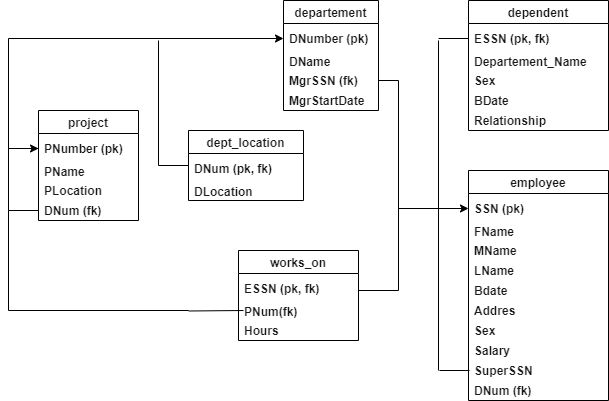 departement
DNumber (pk)
DName
MgrSSN (fk)
MgrStartDate
dependent
ESSN (pk, fk)
Departement_Name
Sex
BDate
Relationship
project
PNumber (pk)
PName
PLocation
DNum (fk)
dept_location
DNum (pk, fk)
DLocation
employee
SSN (pk)
FName
MName
LName
Bdate
Addres
Sex
Salary
SuperSSN
DNum (fk)
works_on
ESSN (pk, fk)
PNum(fk)
Hours